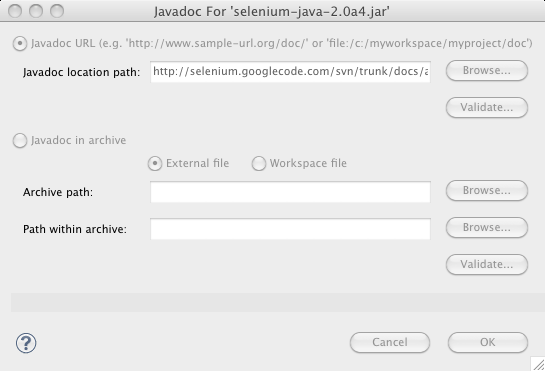 Javadoc For 'selenium-java-2.0a4.jar'
Javadoc URL (e.g. 'http://www.sample-url.org/doc/' or 'file:/c:/myworkspace/myproject/doc')
Javadoc location path: http://selenium.googlecode.com/svn/trunk/docs/a Browse...
Validate...
Javadoc in archive
External file Workspace file
Archive path: Browse...
Path within archive: Browse...
Validate...
? Cancel OK